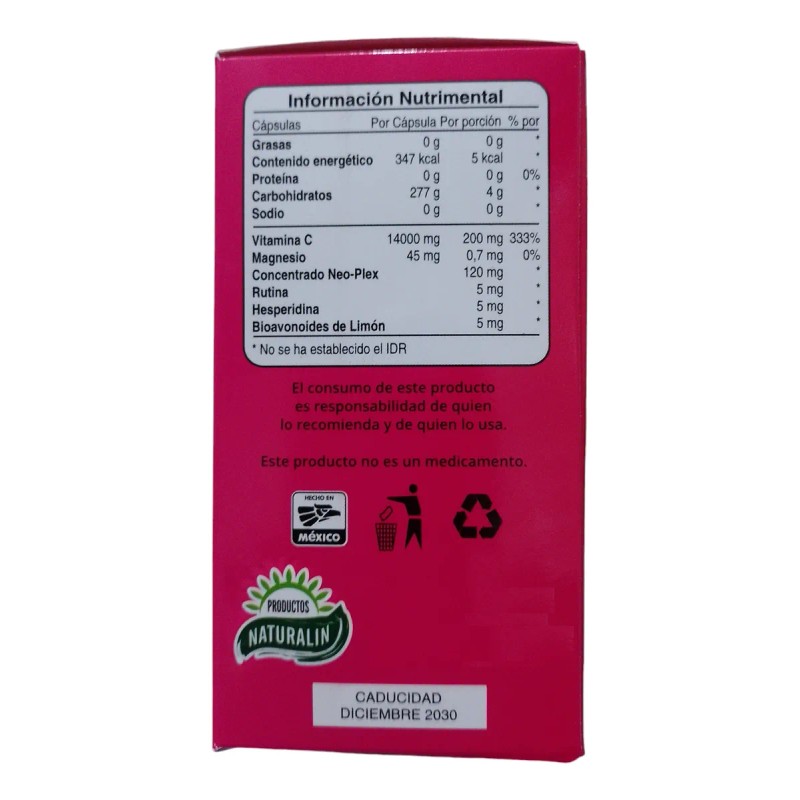 Información Nutrimental
Cápsulas Por Cápsula Por porción % por
Grasas 0 g 0 g *
Contenido energético 347 kcal 5 kcal *
Proteína 0 g 0 g 0%
Carbohidratos 277 g 4 g *
Sodio 0 g 0 g *
Vitamina C 14000 mg 200 mg 333%
Magnesio 45 mg 0,7 mg 0%
Concentrado Neo-Plex 120 mg *
Rutina 5 mg *
Hesperidina 5 mg *
Bioavonoides de Limón 5 mg *
* No se ha establecido el IDR
El consumo de este producto
es responsabilidad de quien
lo recomienda y de quien lo usa.
Este producto no es un medicamento.
HECHO EN
MÉXICO
PRODUCTOS
NATURALIN
CADUCIDAD
DICIEMBRE 2030